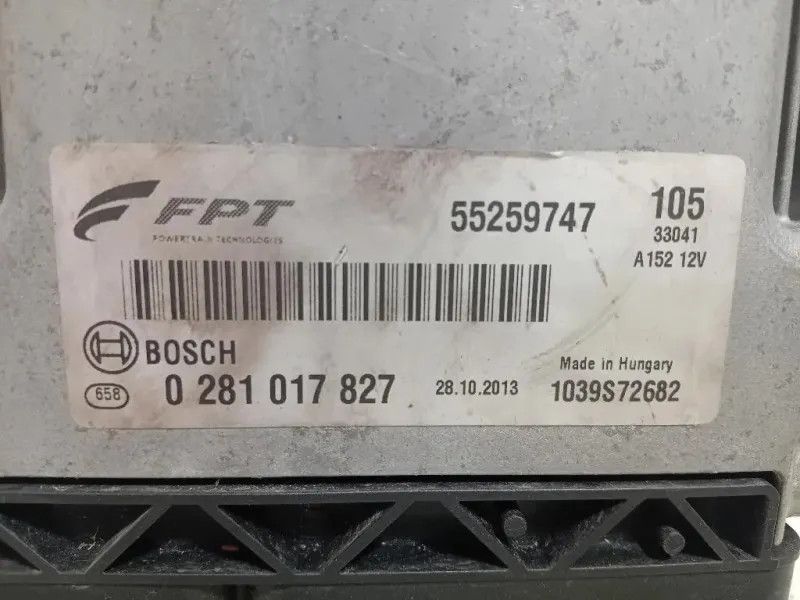 FPT
POWERTRAIN TECHNOLOGIES
55259747
105
33041
A152 12V
BOSCH
658
0 281 017 827
28.10.2013
Made in Hungary
1039S72682